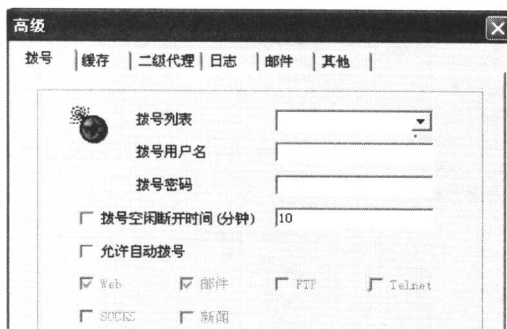 高级
拨号 缓存 二级代理 日志 邮件 其他
拨号列表
拨号用户名
拨号密码
拨号空闲断开时间(分钟) 10
允许自动拨号
Web 邮件 FTP Telnet
SOCKS 新闻